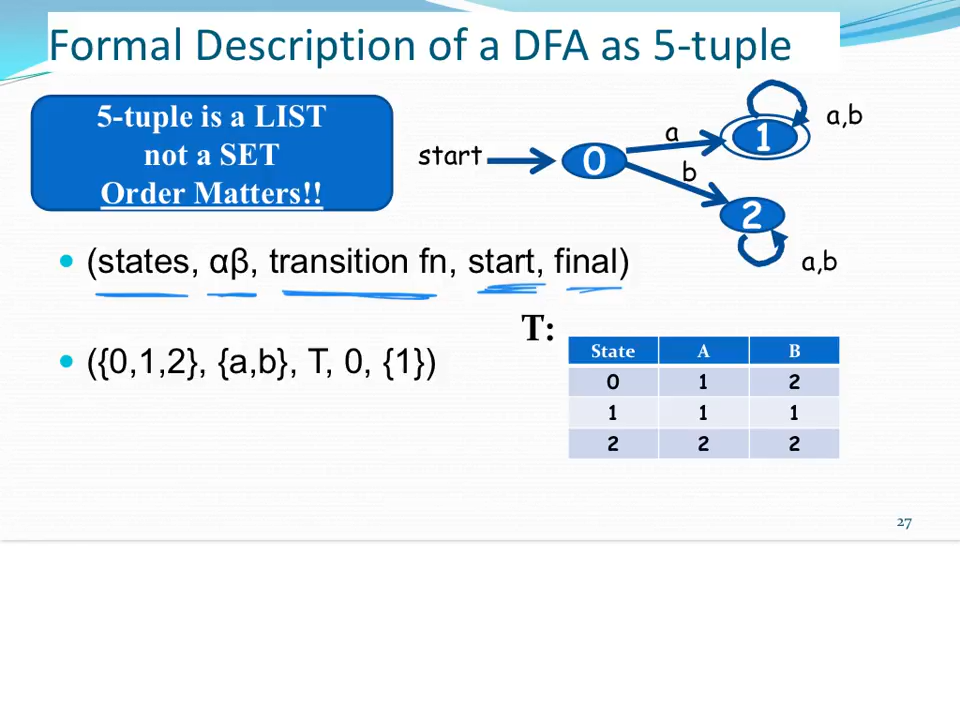 Formal Description of a DFA as 5-tuple
5-tuple is a LIST
not a SET
Order Matters!!
start
0
a
b
1
a,b
2
a,b
(states, αβ, transition fn, start, final)
({0,1,2}, {a,b}, T, 0, {1})
T:
State A B
0 1 2
1 1 1
2 2 2
27